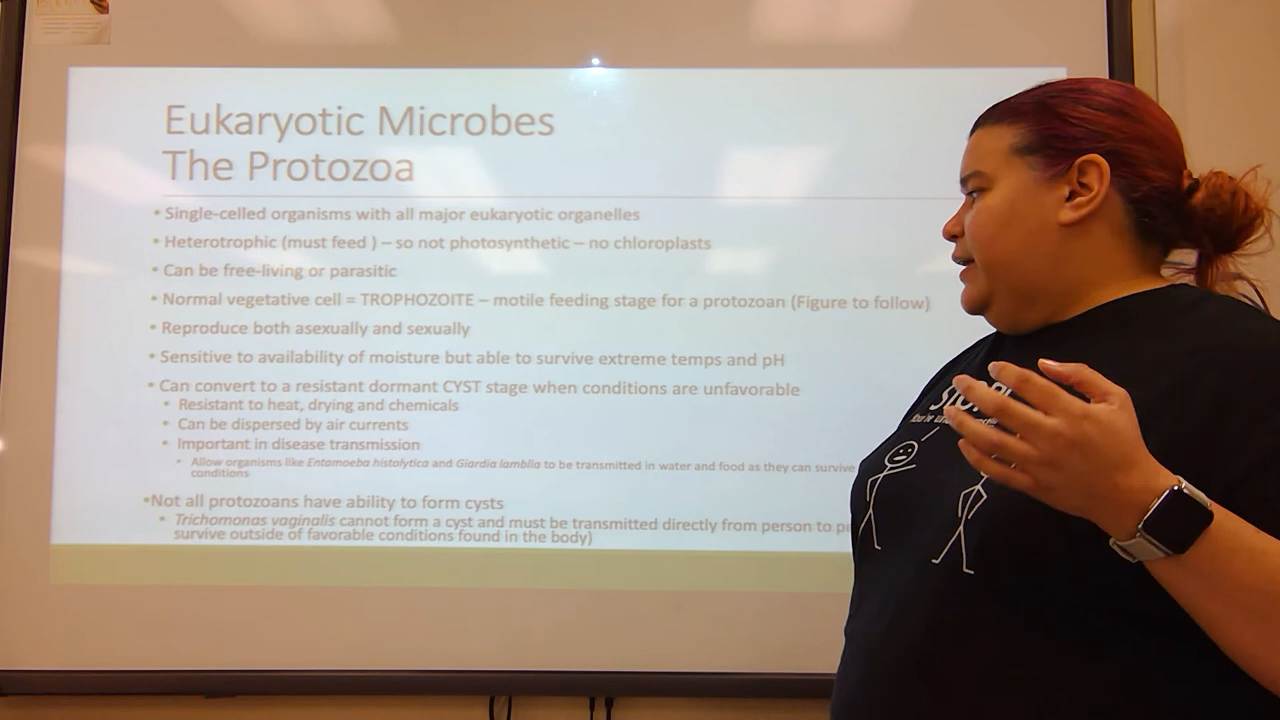 Eukaryotic Microbes
The Protozoa
• Single-celled organisms with all major eukaryotic organelles
• Heterotrophic (must feed ) – so not photosynthetic – no chloroplasts
• Can be free-living or parasitic
• Normal vegetative cell = TROPHOZOITE – motile feeding stage for a protozoan (Figure to follow)
• Reproduce both asexually and sexually
• Sensitive to availability of moisture but able to survive extreme temps and pH
• Can convert to a resistant dormant CYST stage when conditions are unfavorable
• Resistant to heat, drying and chemicals
• Can be dispersed by air currents
• Important in disease transmission
• Allow organisms like Entamoeba histolytica and Giardia lamblia to be transmitted in water and food as they can survive
conditions
•Not all protozoans have ability to form cysts
• Trichomonas vaginalis cannot form a cyst and must be transmitted directly from person to
survive outside of favorable conditions found in the body)